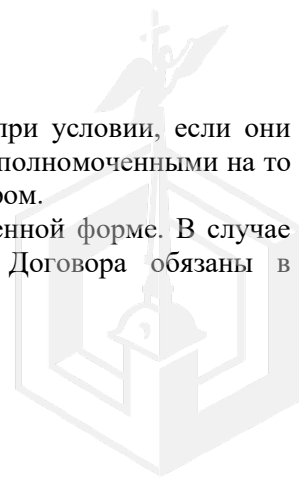 при условии, если они
полномоченными на то
ром.
енной форме. В случае
Договора обязаны в